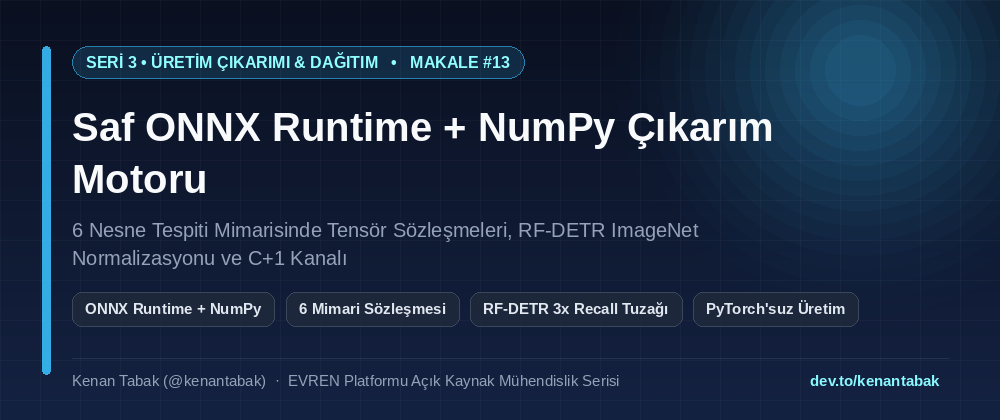 SERİ 3 • ÜRETİM ÇIKARIMI & DAĞITIM • MAKALE #13
Saf ONNX Runtime + NumPy Çıkarım
Motoru
6 Nesne Tespiti Mimarisinde Tensör Sözleşmeleri, RF-DETR ImageNet
Normalizasyonu ve C+1 Kanalı
ONNX Runtime + NumPy
6 Mimari Sözleşmesi
RF-DETR 3x Recall Tuzağı
PyTorch'suz Üretim
Kenan Tabak (@kenantabak) · EVREN Platformu Açık Kaynak Mühendislik Serisi
dev.to/kenantabak